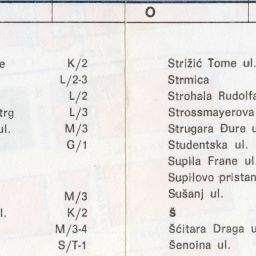 O
e K/2 Strižić Tome ul.
L/2-3 Strmica
L/2 Strohala Rudolfa
trg L/3 Strossmayerova
ul. M/3 Strugara Đure u
G/1 Studentska ul.
Supila Frane ul.
Supilovo pristan
M/3 Sušanj ul.
l. K/2 Š
M/3-4 Šćitara Draga u
S/T-1 Šenoina ul.